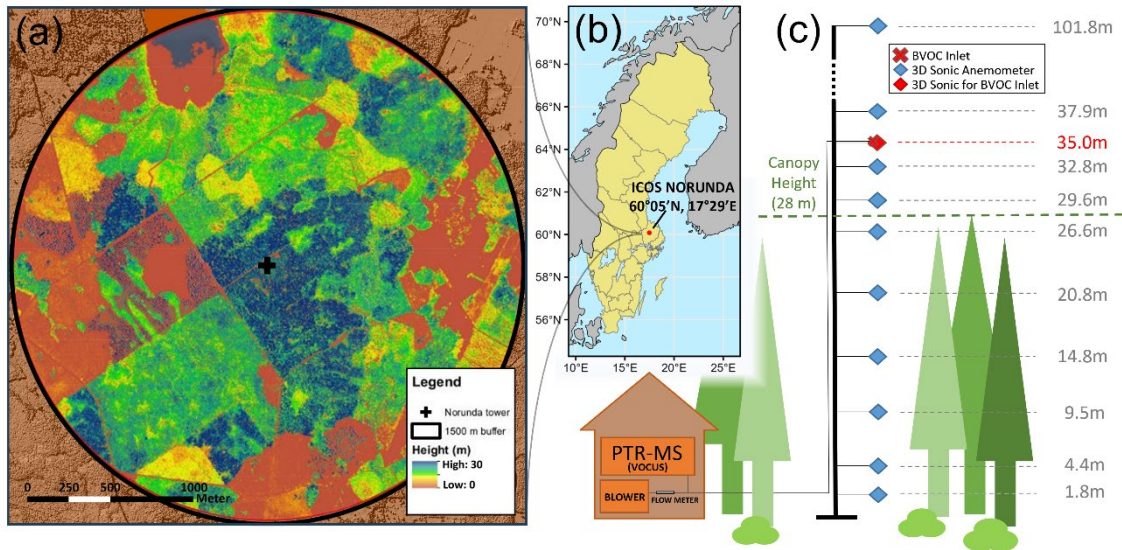 (a)
Legend
Norunda tower
1500 m buffer
Height (m)
High: 30
Low: 0
0 250 500 1000
Meter
(b)
70°N
68°N
66°N
64°N
62°N
60°N
58°N
56°N
10°E 15°E 20°E 25°E
ICOS NORUNDA
60°05’N, 17°29’E
(c)
BVOC Inlet
3D Sonic Anemometer
3D Sonic for BVOC Inlet
101.8m
37.9m
35.0m
32.8m
29.6m
26.6m
20.8m
14.8m
9.5m
4.4m
1.8m
Canopy
Height
(28 m)
PTR-MS
(VOCUS)
BLOWER
FLOW METER